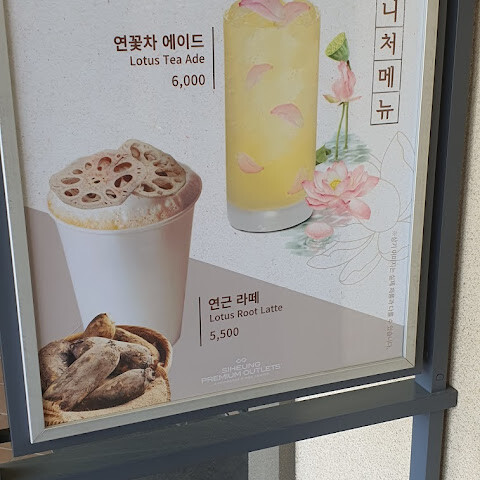 연꽃차 에이드
Lotus Tea Ade
6,000
니처메뉴
연근 라떼
Lotus Root Latte
5,500
SIHEUNG
PREMIUM OUTLETS